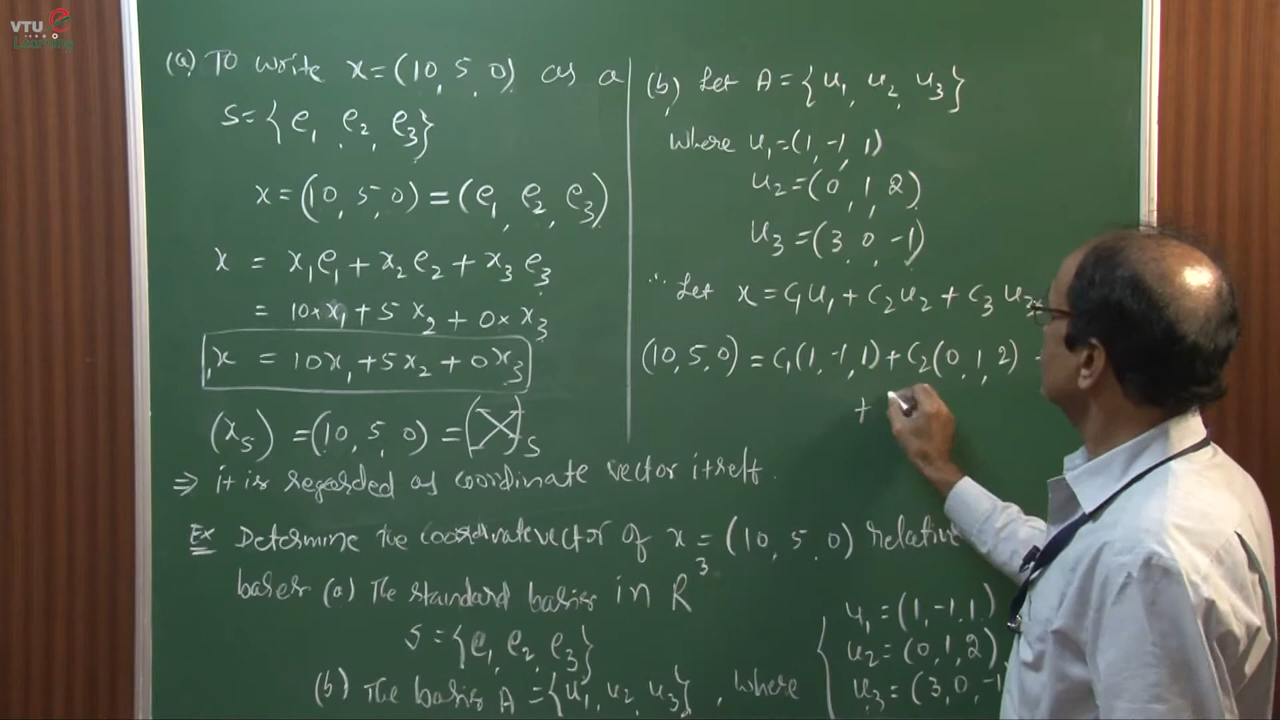 VTU e Learning
(a) To write x = (10, 5, 0) as a
S = {e₁, e₂, e₃}
x = (10, 5, 0) = (e₁, e₂, e₃)
x = x₁e₁ + x₂e₂ + x₃e₃
= 10×x₁ + 5x₂ + 0×x₃
x = 10x₁ + 5x₂ + 0x₃
(x_S) = (10, 5, 0) = (X)_S
⇒ it is regarded as coordinate vector itself.
(b) Let A = {u₁, u₂, u₃}
Where u₁ = (1, -1, 1)
u₂ = (0, 1, 2)
u₃ = (3, 0, -1)
∴ Let x = c₁u₁ + c₂u₂ + c₃u₃
(10, 5, 0) = c₁(1, -1, 1) + c₂(0, 1, 2)
+
Ex Determine the coordinate vector of x = (10, 5, 0) relative
bases (a) The standard basis in R³
S = {e₁, e₂, e₃}
(b) The basis A = {u₁, u₂, u₃}, where
u₁ = (1, -1, 1)
u₂ = (0, 1, 2)
u₃ = (3, 0, -1